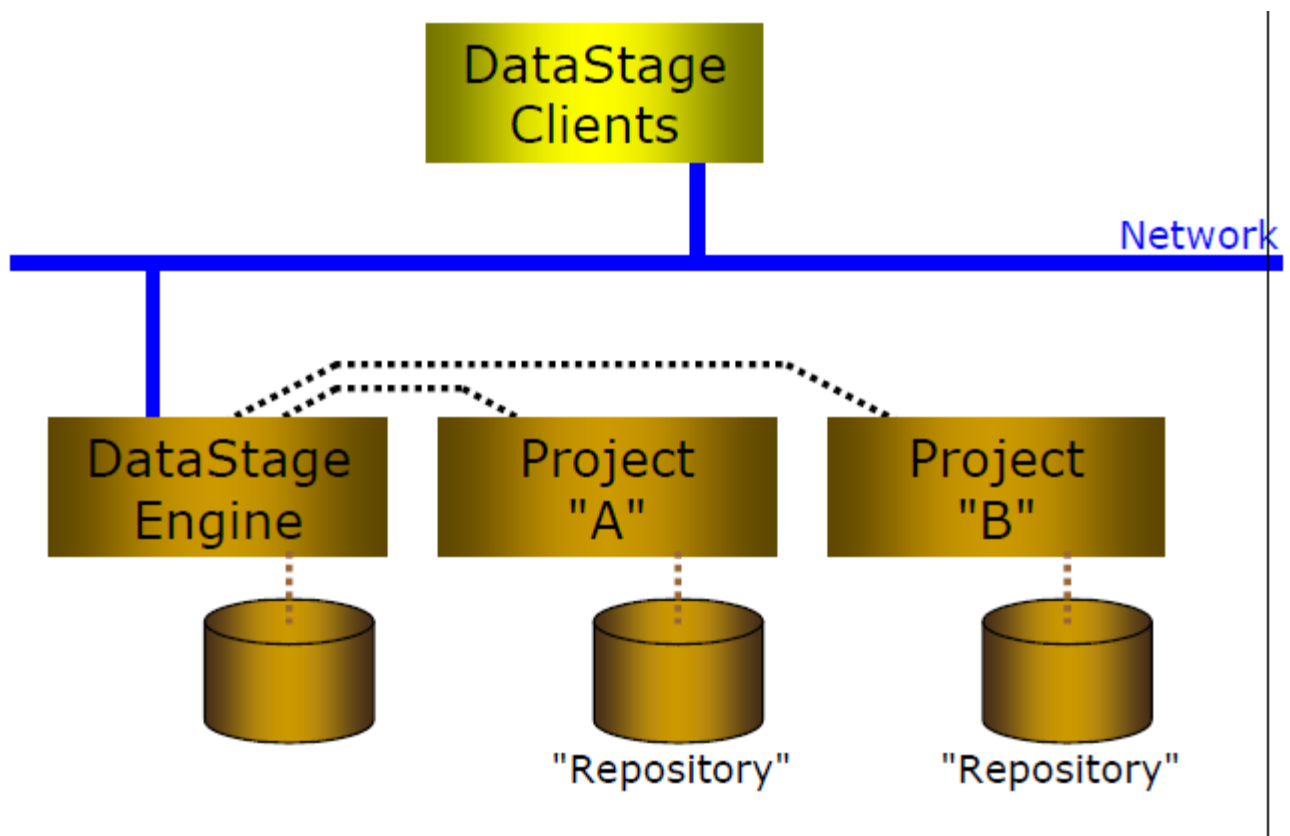 DataStage
Clients
Network
DataStage
Engine
Project
"A"
Project
"B"
"Repository"
"Repository"